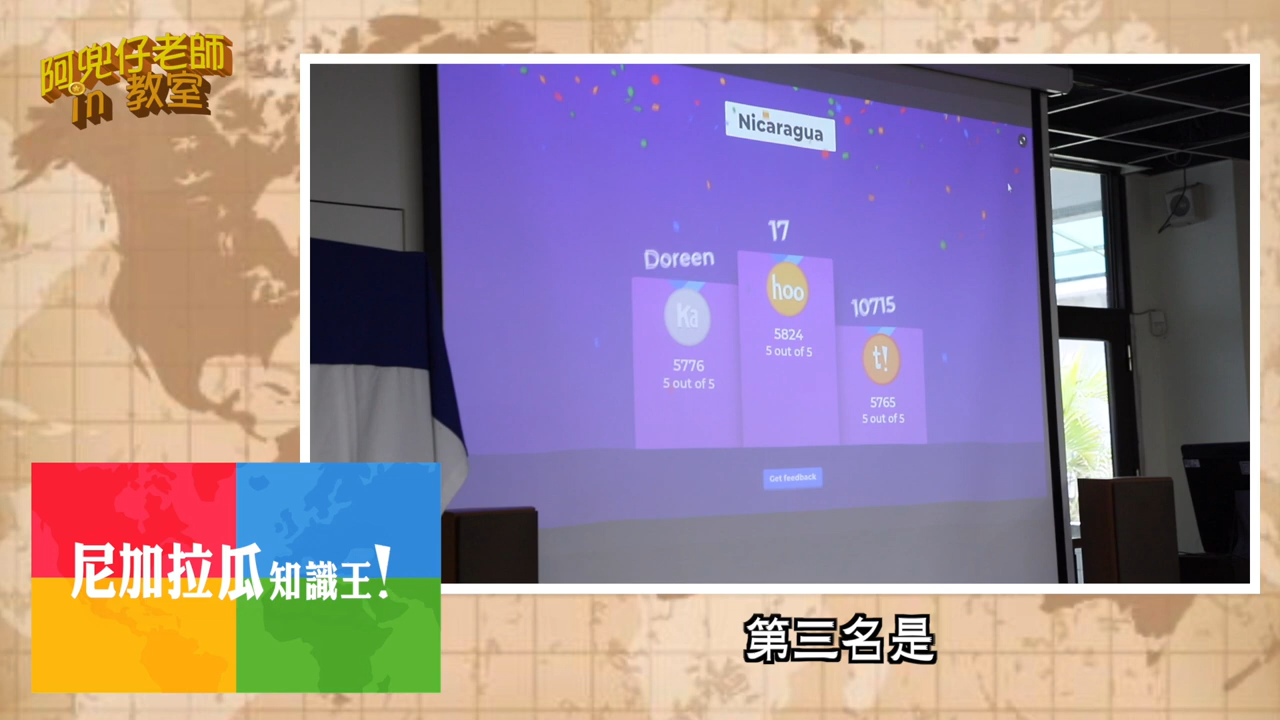 阿兜仔老師
in 教室
Nicaragua
17
Doreen
10715
Ka
hoo
t!
5776
5 out of 5
5824
5 out of 5
5765
5 out of 5
Get feedback
尼加拉瓜知識王!
第三名是